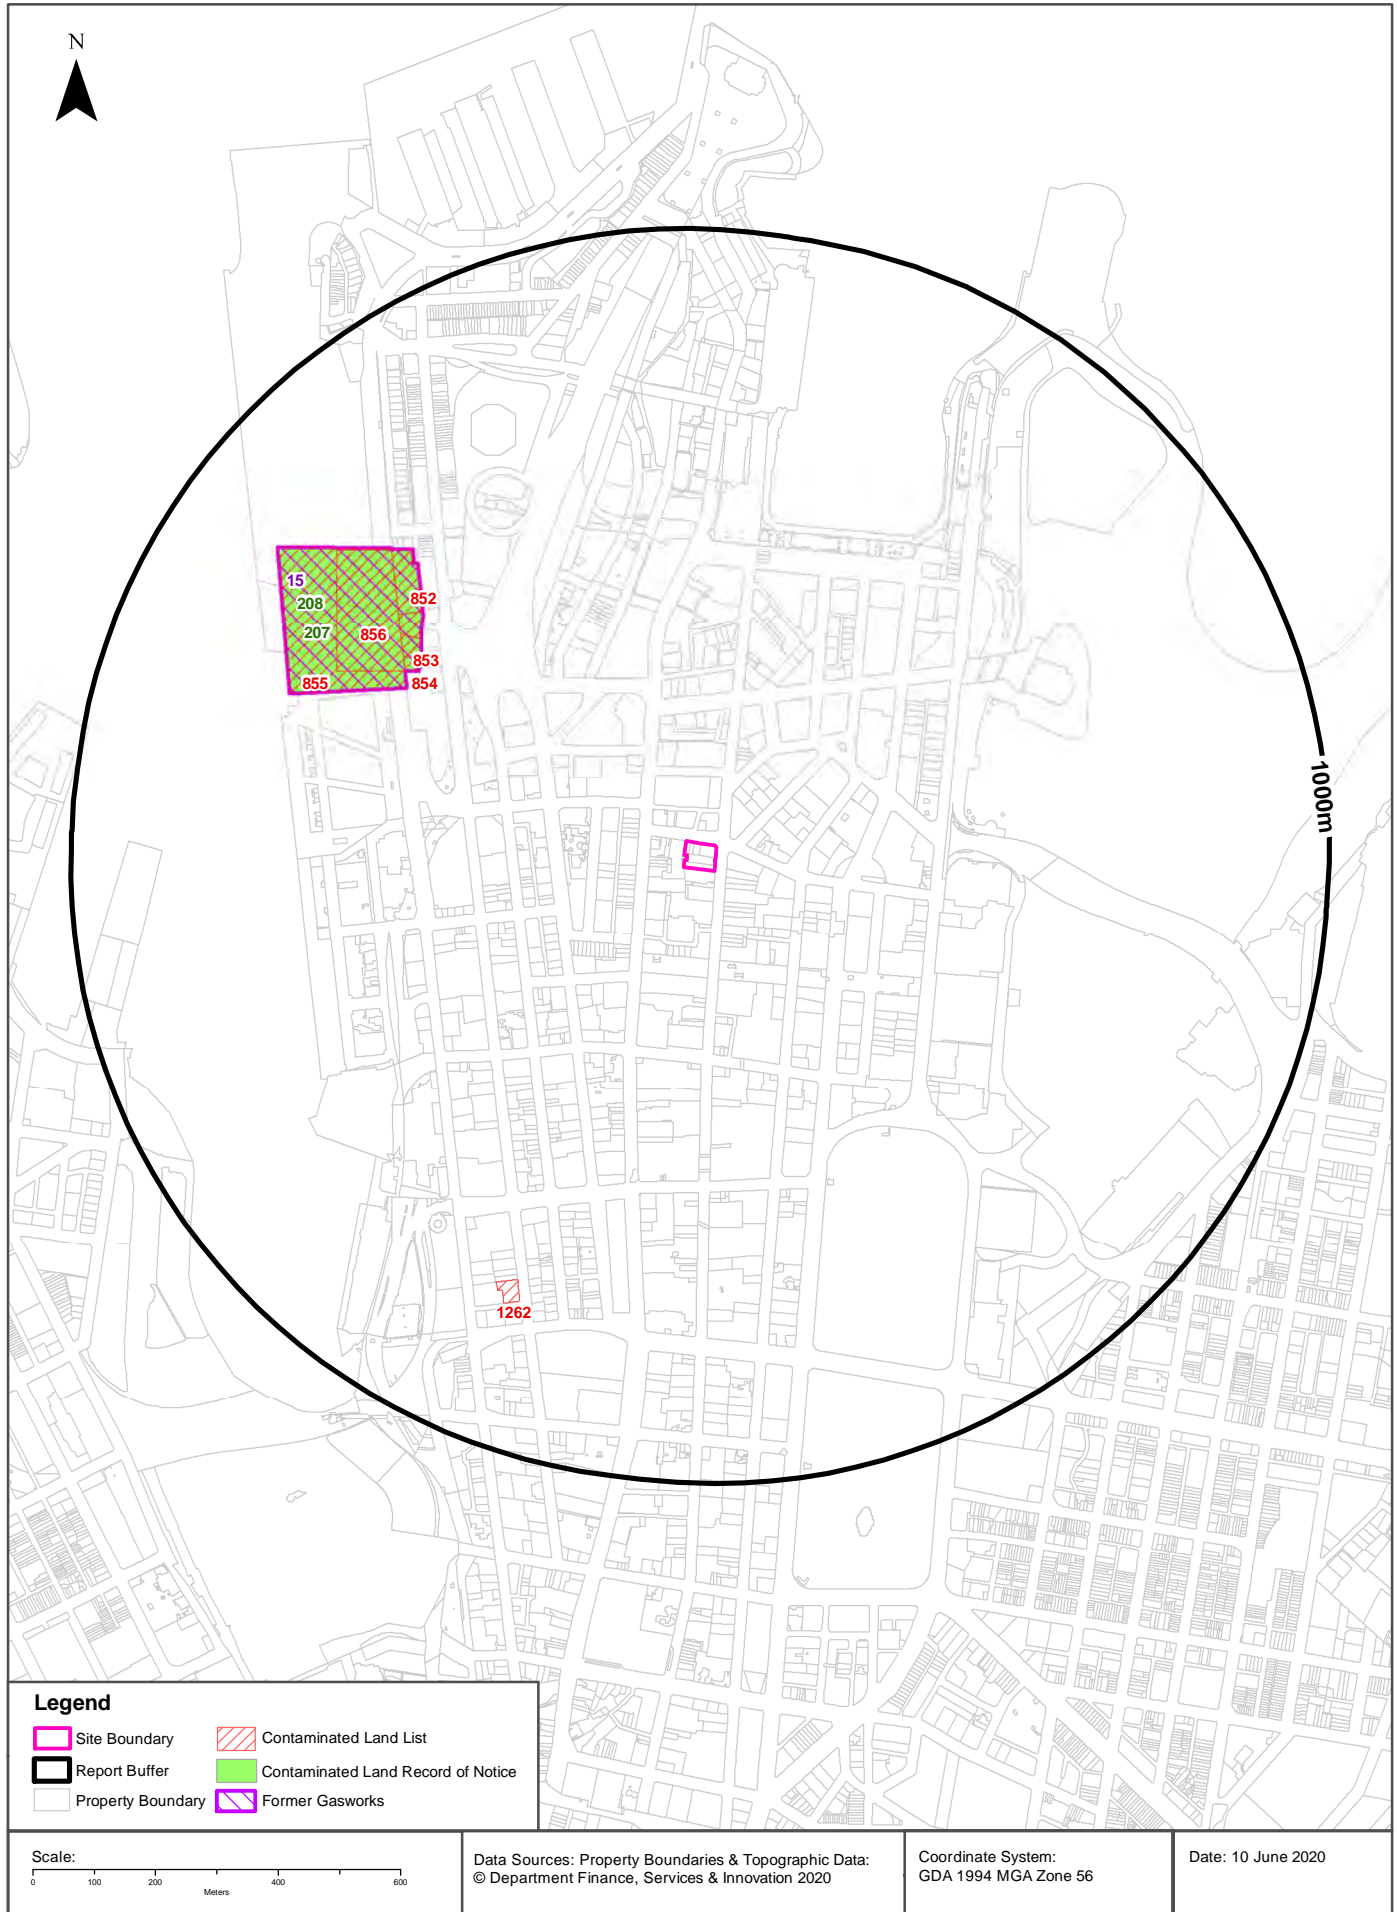 N
15
208
852
207
856
853
855
854
1000m
1262
Legend
Site Boundary
Contaminated Land List
Report Buffer
Contaminated Land Record of Notice
Property Boundary
Former Gasworks
Scale:
0 100 200 400 600
Meters
Data Sources: Property Boundaries & Topographic Data:
© Department Finance, Services & Innovation 2020
Coordinate System:
GDA 1994 MGA Zone 56
Date: 10 June 2020